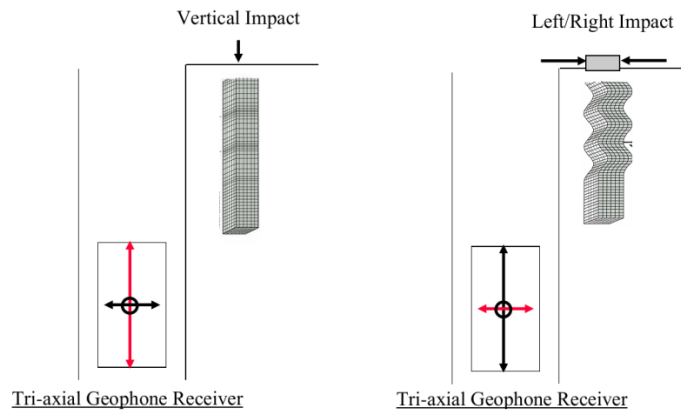 Vertical Impact
Left/Right Impact
Tri-axial Geophone Receiver
Tri-axial Geophone Receiver